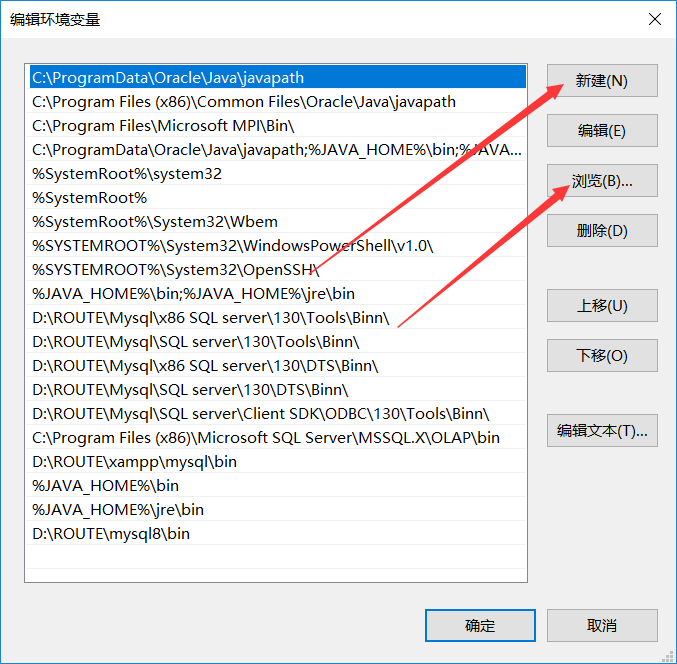 编辑环境变量
C:\ProgramData\Oracle\Java\javapath
C:\Program Files (x86)\Common Files\Oracle\Java\javapath
C:\Program Files\Microsoft MPI\Bin\
C:\ProgramData\Oracle\Java\javapath;%JAVA_HOME%\bin;%JAVA...
%SystemRoot%\system32
%SystemRoot%
%SystemRoot%\System32\Wbem
%SYSTEMROOT%\System32\WindowsPowerShell\v1.0\
%SYSTEMROOT%\System32\OpenSSH\
%JAVA_HOME%\bin;%JAVA_HOME%\jre\bin
D:\ROUTE\Mysql\x86 SQL server\130\Tools\Binn\
D:\ROUTE\Mysql\SQL server\130\Tools\Binn\
D:\ROUTE\Mysql\x86 SQL server\130\DTS\Binn\
D:\ROUTE\Mysql\SQL server\130\DTS\Binn\
D:\ROUTE\Mysql\SQL server\Client SDK\ODBC\130\Tools\Binn\
C:\Program Files (x86)\Microsoft SQL Server\MSSQL.X\OLAP\bin
D:\ROUTE\xampp\mysql\bin
%JAVA_HOME%\bin
%JAVA_HOME%\jre\bin
D:\ROUTE\mysql8\bin
新建(N)
编辑(E)
浏览(B)...
删除(D)
上移(U)
下移(O)
编辑文本(T)...
确定
取消